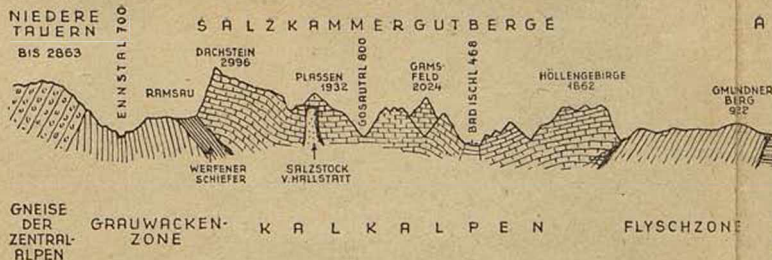 NIEDERE
TAUERN
BIS 2863
ENNSTAL 700
SALZKAMMERGUTBERGE
A
DACHSTEIN
2996
RAMSAU
PLASSEN
1932
GOSAUTAL 800
GAMS-
FELD
2024
BAD ISCHL 468
HÖLLENGEBIRGE
1862
GMUNDNER
BERG
922
WERFENER
SCHIEFER
SALZSTOCK
V. HALLSTATT
GNEISE
DER
ZENTRAL-
ALPEN
GRAUWACKEN-
ZONE
KALKALPEN
FLYSCHZONE